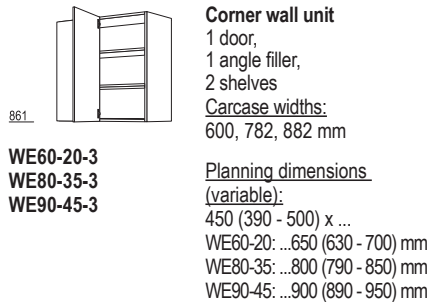 861
WE60-20-3
WE80-35-3
WE90-45-3
Corner wall unit
1 door,
1 angle filler,
2 shelves
Carcase widths:
600, 782, 882 mm
Planning dimensions
(variable):
450 (390 - 500) x ...
WE60-20: ...650 (630 - 700) mm
WE80-35: ...800 (790 - 850) mm
WE90-45: ...900 (890 - 950) mm